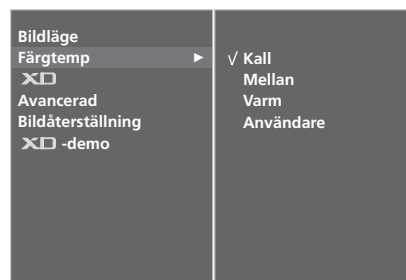 Bildläge
Färgtemp
XD
Avancerad
Bildåterställning
XD -demo
√ Kall
Mellan
Varm
Användare